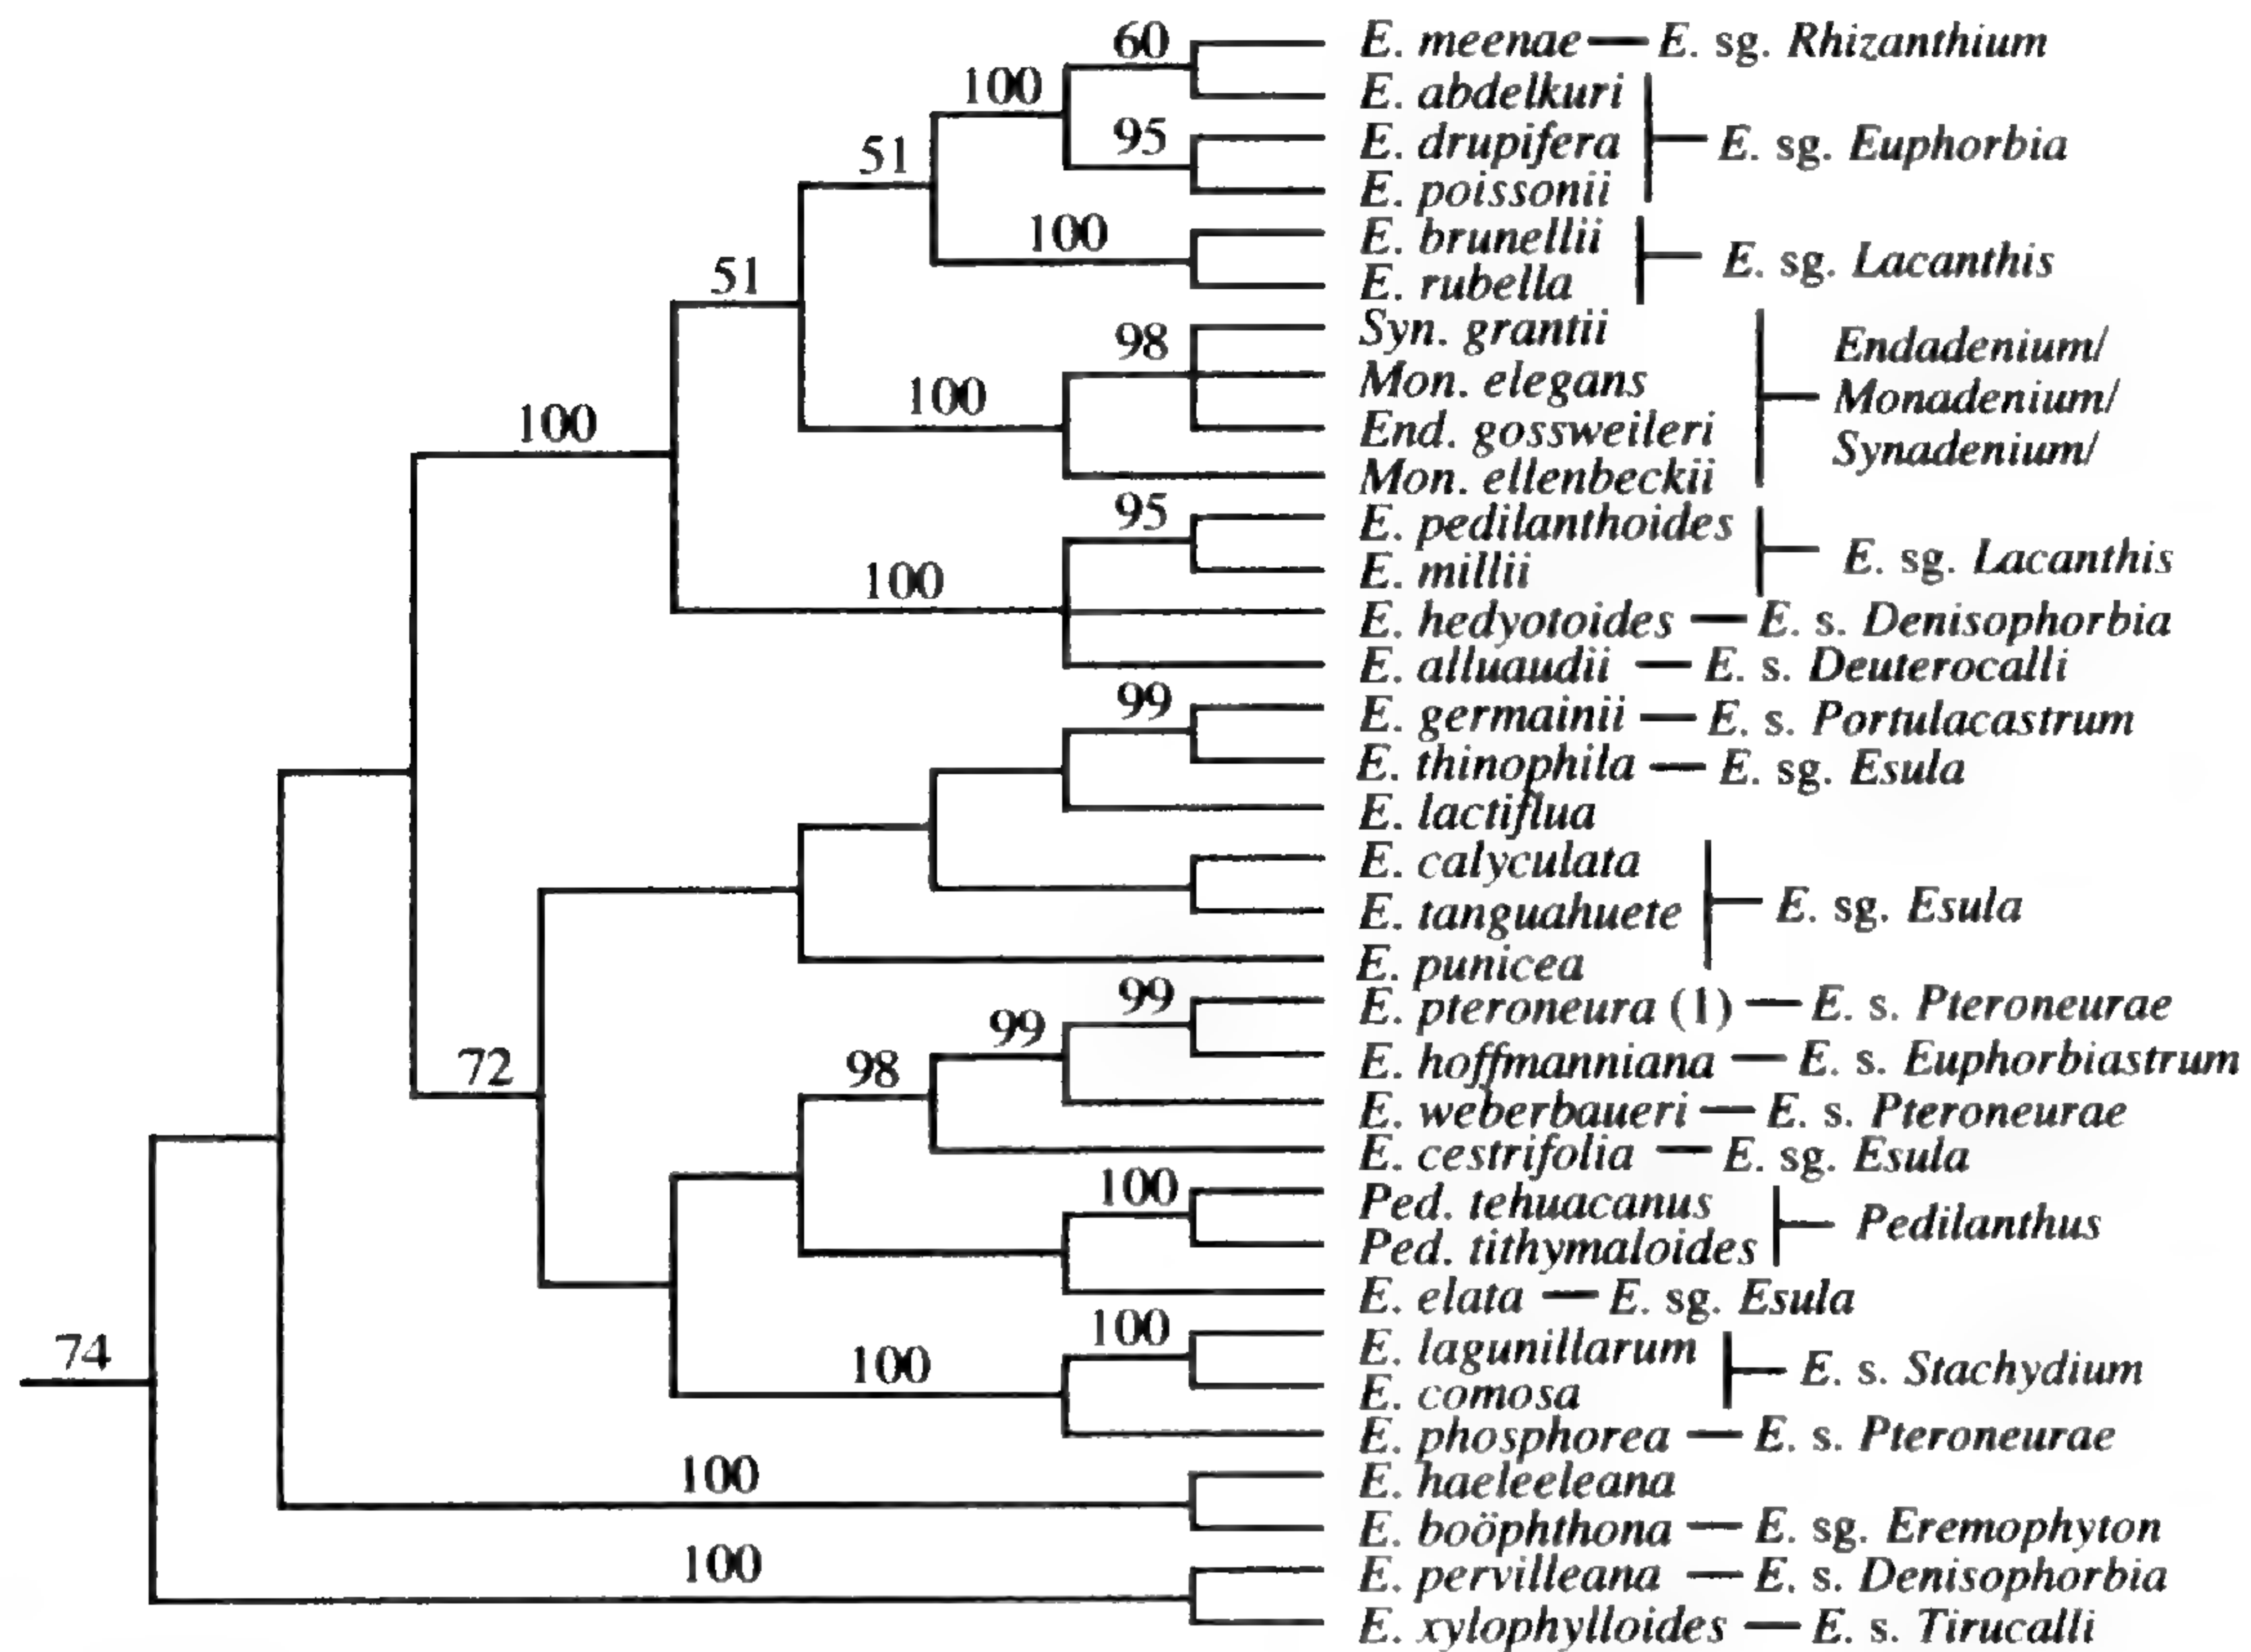 60
E. meenae — E. sg. Rhizanthium
100
E. abdelkuri
95
E. drupifera
E. sg. Euphorbia
51
E. poissonii
100
E. brunellii
E. sg. Lacanthis
51
E. rubella
98
Syn. grantii
Endadenium/
Mon. elegans
Monadenium/
100
End. gossweileri
Synadenium/
100
Mon. ellenbeckii
95
E. pedilanthoides
E. sg. Lacanthis
E. millii
100
E. hedyotoides — E. s. Denisophorbia
E. alluaudii — E. s. Deuterocalli
99
E. germainii — E. s. Portulacastrum
E. thinophila — E. sg. Esula
E. lactiflua
E. calyculata
E. tanguahuete
E. sg. Esula
E. punicea
99
E. pteroneura (1) — E. s. Pteroneurae
99
E. hoffmanniana — E. s. Euphorbiastrum
72
98
E. weberbaueri — E. s. Pteroneurae
E. cestrifolia — E. sg. Esula
100
Ped. tehuacanus
Pedilanthus
Ped. tithymaloides
E. elata — E. sg. Esula
100
E. lagunillarum
E. s. Stachydium
74
100
E. comosa
E. phosphorea — E. s. Pteroneurae
100
E. haeleeleana
E. boöphthona — E. sg. Eremophyton
100
E. pervilleana — E. s. Denisophorbia
E. xylophylloides — E. s. Tirucalli